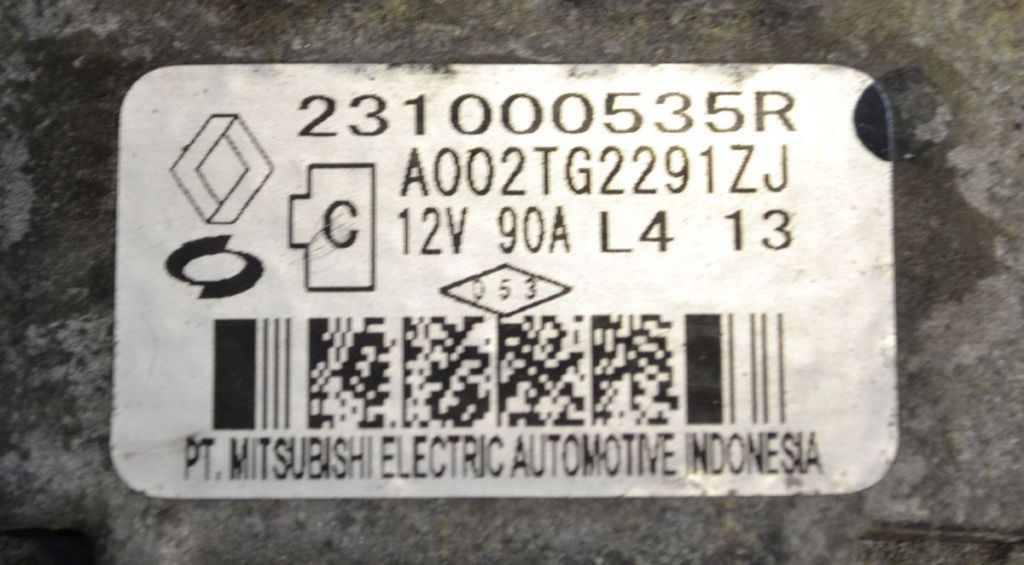 231000535R
A002TG2291ZJ
C
12V 90A L4 13
053
PT. MITSUBISHI ELECTRIC AUTOMOTIVE INDONESIA